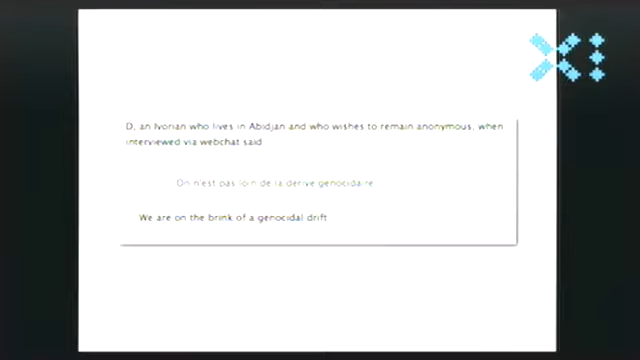 D, an Ivorian who lives in Abidjan and who wishes to remain anonymous, when
interviewed via webchat said
On n'est pas loin de la dérive genocidaire
We are on the brink of a genocidal drift